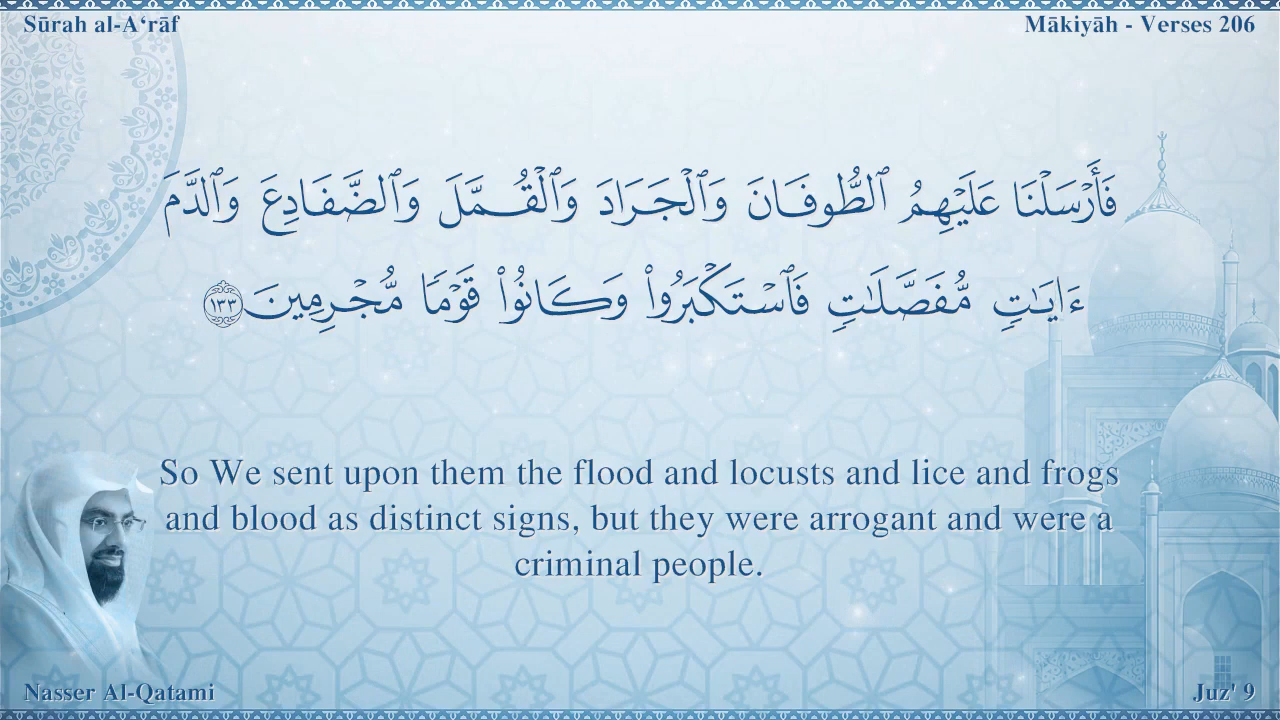 Sūrah al-A‘rāf
Mākiyāh - Verses 206
فَأَرْسَلْنَا عَلَيْهِمُ ٱلطُّوفَانَ وَٱلْجَرَادَ وَٱلْقُمَّلَ وَٱلضَّفَادِعَ وَٱلدَّمَ
ءَايَـٰتٍ مُّفَصَّلَـٰتٍ فَٱسْتَكْبَرُوا۟ وَكَانُوا۟ قَوْمًا مُّجْرِمِينَ ١٣٣
So We sent upon them the flood and locusts and lice and frogs
and blood as distinct signs, but they were arrogant and were a
criminal people.
Nasser Al-Qatami
Juz' 9